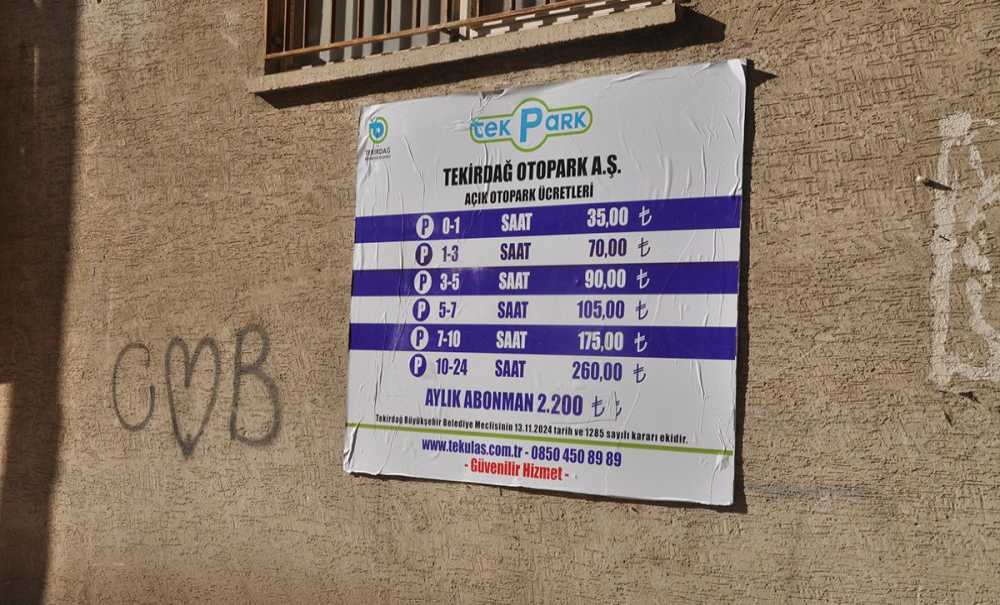 tek PARK
TEKİRDAĞ
TEKİRDAĞ OTOPARK A.Ş.
AÇIK OTOPARK ÜCRETLERİ
P 0-1 SAAT 35,00 ₺
P 1-3 SAAT 70,00 ₺
P 3-5 SAAT 90,00 ₺
P 5-7 SAAT 105,00 ₺
P 7-10 SAAT 175,00 ₺
P 10-24 SAAT 260,00 ₺
AYLIK ABONMAN 2.200 ₺
Tekirdağ Büyükşehir Belediye Meclisinin 13.11.2024 tarih ve 1285 sayılı kararı ekidir.
www.tekulas.com.tr - 0850 450 89 89
- Güvenilir Hizmet -
C♡B